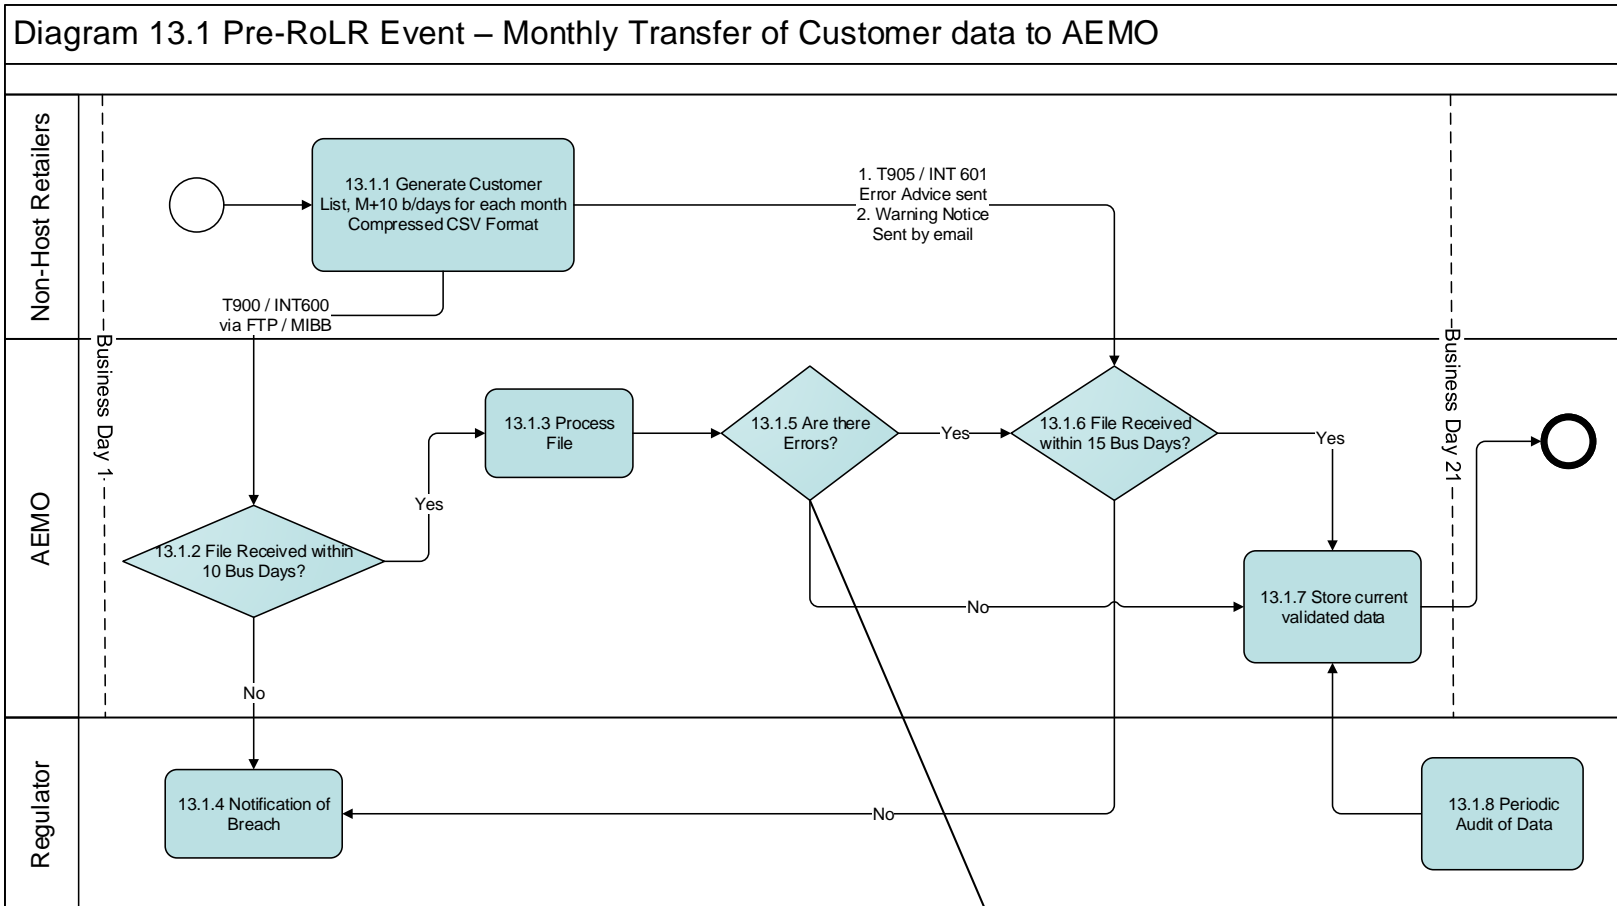 Diagram 13.1 Pre-RoLR Event – Monthly Transfer of Customer data to AEMO
Non-Host Retailers
13.1.1 Generate Customer
List, M+10 b/days for each month
Compressed CSV Format
1. T905 / INT 601
Error Advice sent
2. Warning Notice
Sent by email
T900 / INT600
via FTP / MIBB
Business Day 1
Business Day 21
AEMO
13.1.2 File Received within
10 Bus Days?
Yes
No
13.1.3 Process
File
13.1.5 Are there
Errors?
Yes
No
13.1.6 File Received
within 15 Bus Days?
Yes
13.1.7 Store current
validated data
Regulator
13.1.4 Notification of
Breach
No
13.1.8 Periodic
Audit of Data